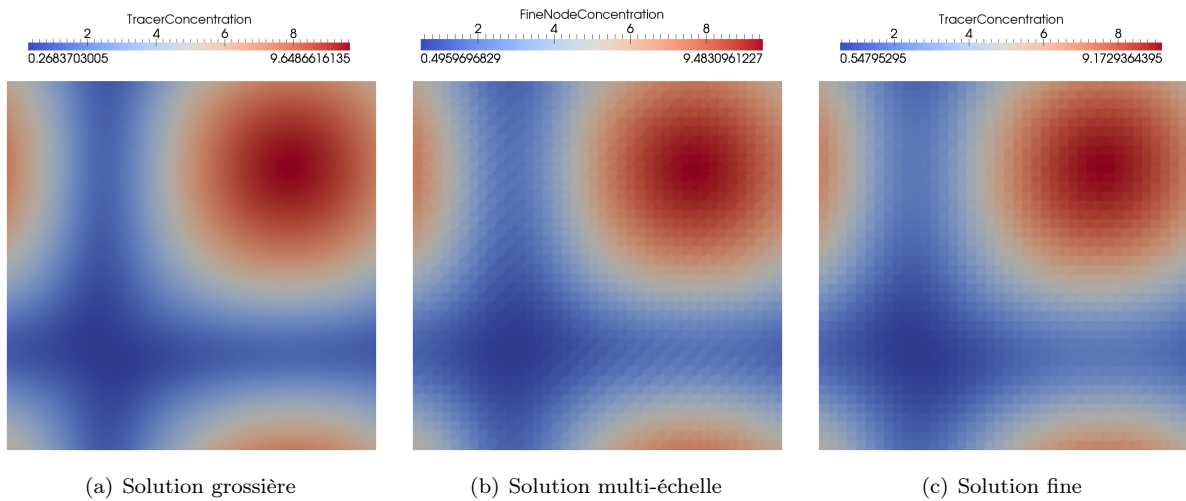 TracerConcentration
2 4 6 8
0.2683703005 9.6486616135
FineNodeConcentration
2 4 6 8
0.4959696829 9.4830961227
TracerConcentration
2 4 6 8
0.54795295 9.1729364395
(a) Solution grossière
(b) Solution multi-échelle
(c) Solution fine